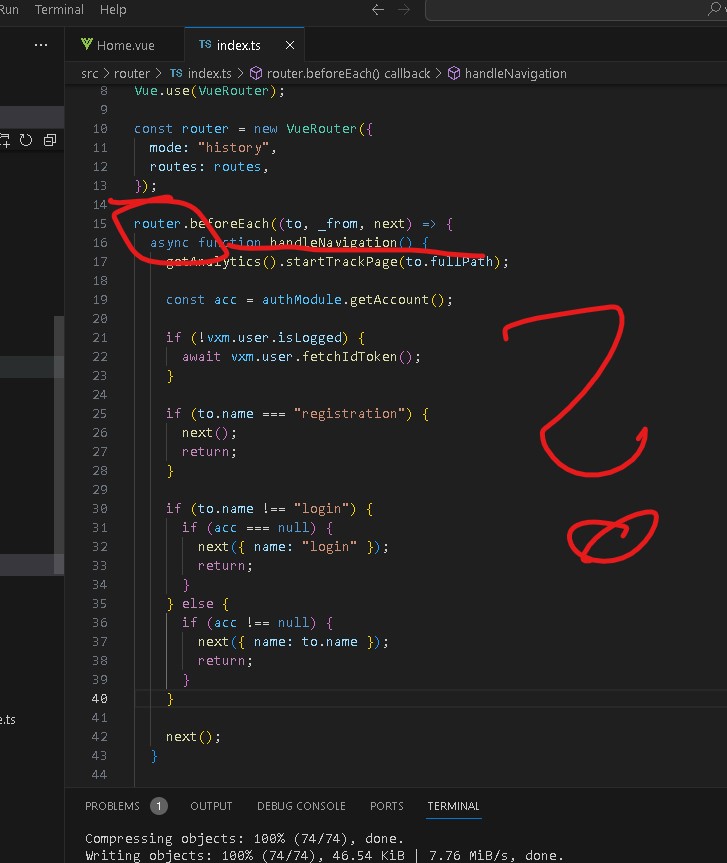 Run Terminal Help
Home.vue
TS index.ts
src > router > TS index.ts > router.beforeEach() callback > handleNavigation
8 Vue.use(VueRouter);
9
10 const router = new VueRouter({
11 mode: "history",
12 routes: routes,
13 });
14
15 router.beforeEach((to, _from, next) => {
16 async function handleNavigation() {
17 getAnalytics().startTrackPage(to.fullPath);
18
19 const acc = authModule.getAccount();
20
21 if (!vxm.user.isLogged) {
22 await vxm.user.fetchIdToken();
23 }
24
25 if (to.name === "registration") {
26 next();
27 return;
28 }
29
30 if (to.name !== "login") {
31 if (acc === null) {
32 next({ name: "login" });
33 return;
34 }
35 } else {
36 if (acc !== null) {
37 next({ name: to.name });
38 return;
39 }
40 }
41
42 next();
43 }
44
e.ts
PROBLEMS 1 OUTPUT DEBUG CONSOLE PORTS TERMINAL
Compressing objects: 100% (74/74), done.
Writing objects: 100% (74/74), 46.54 KiB | 7.76 MiB/s, done.